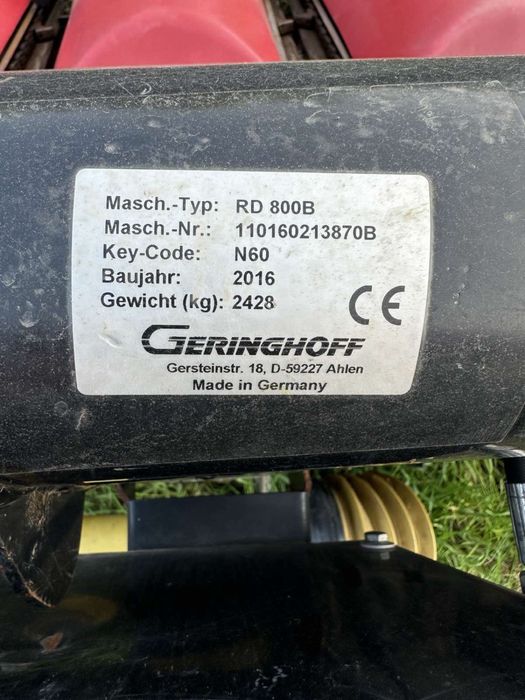 Masch.-Typ: RD 800B
Masch.-Nr.: 110160213870B
Key-Code: N60
Baujahr: 2016
Gewicht (kg): 2428
CE
GERINGHOFF
Gersteinstr. 18, D-59227 Ahlen
Made in Germany